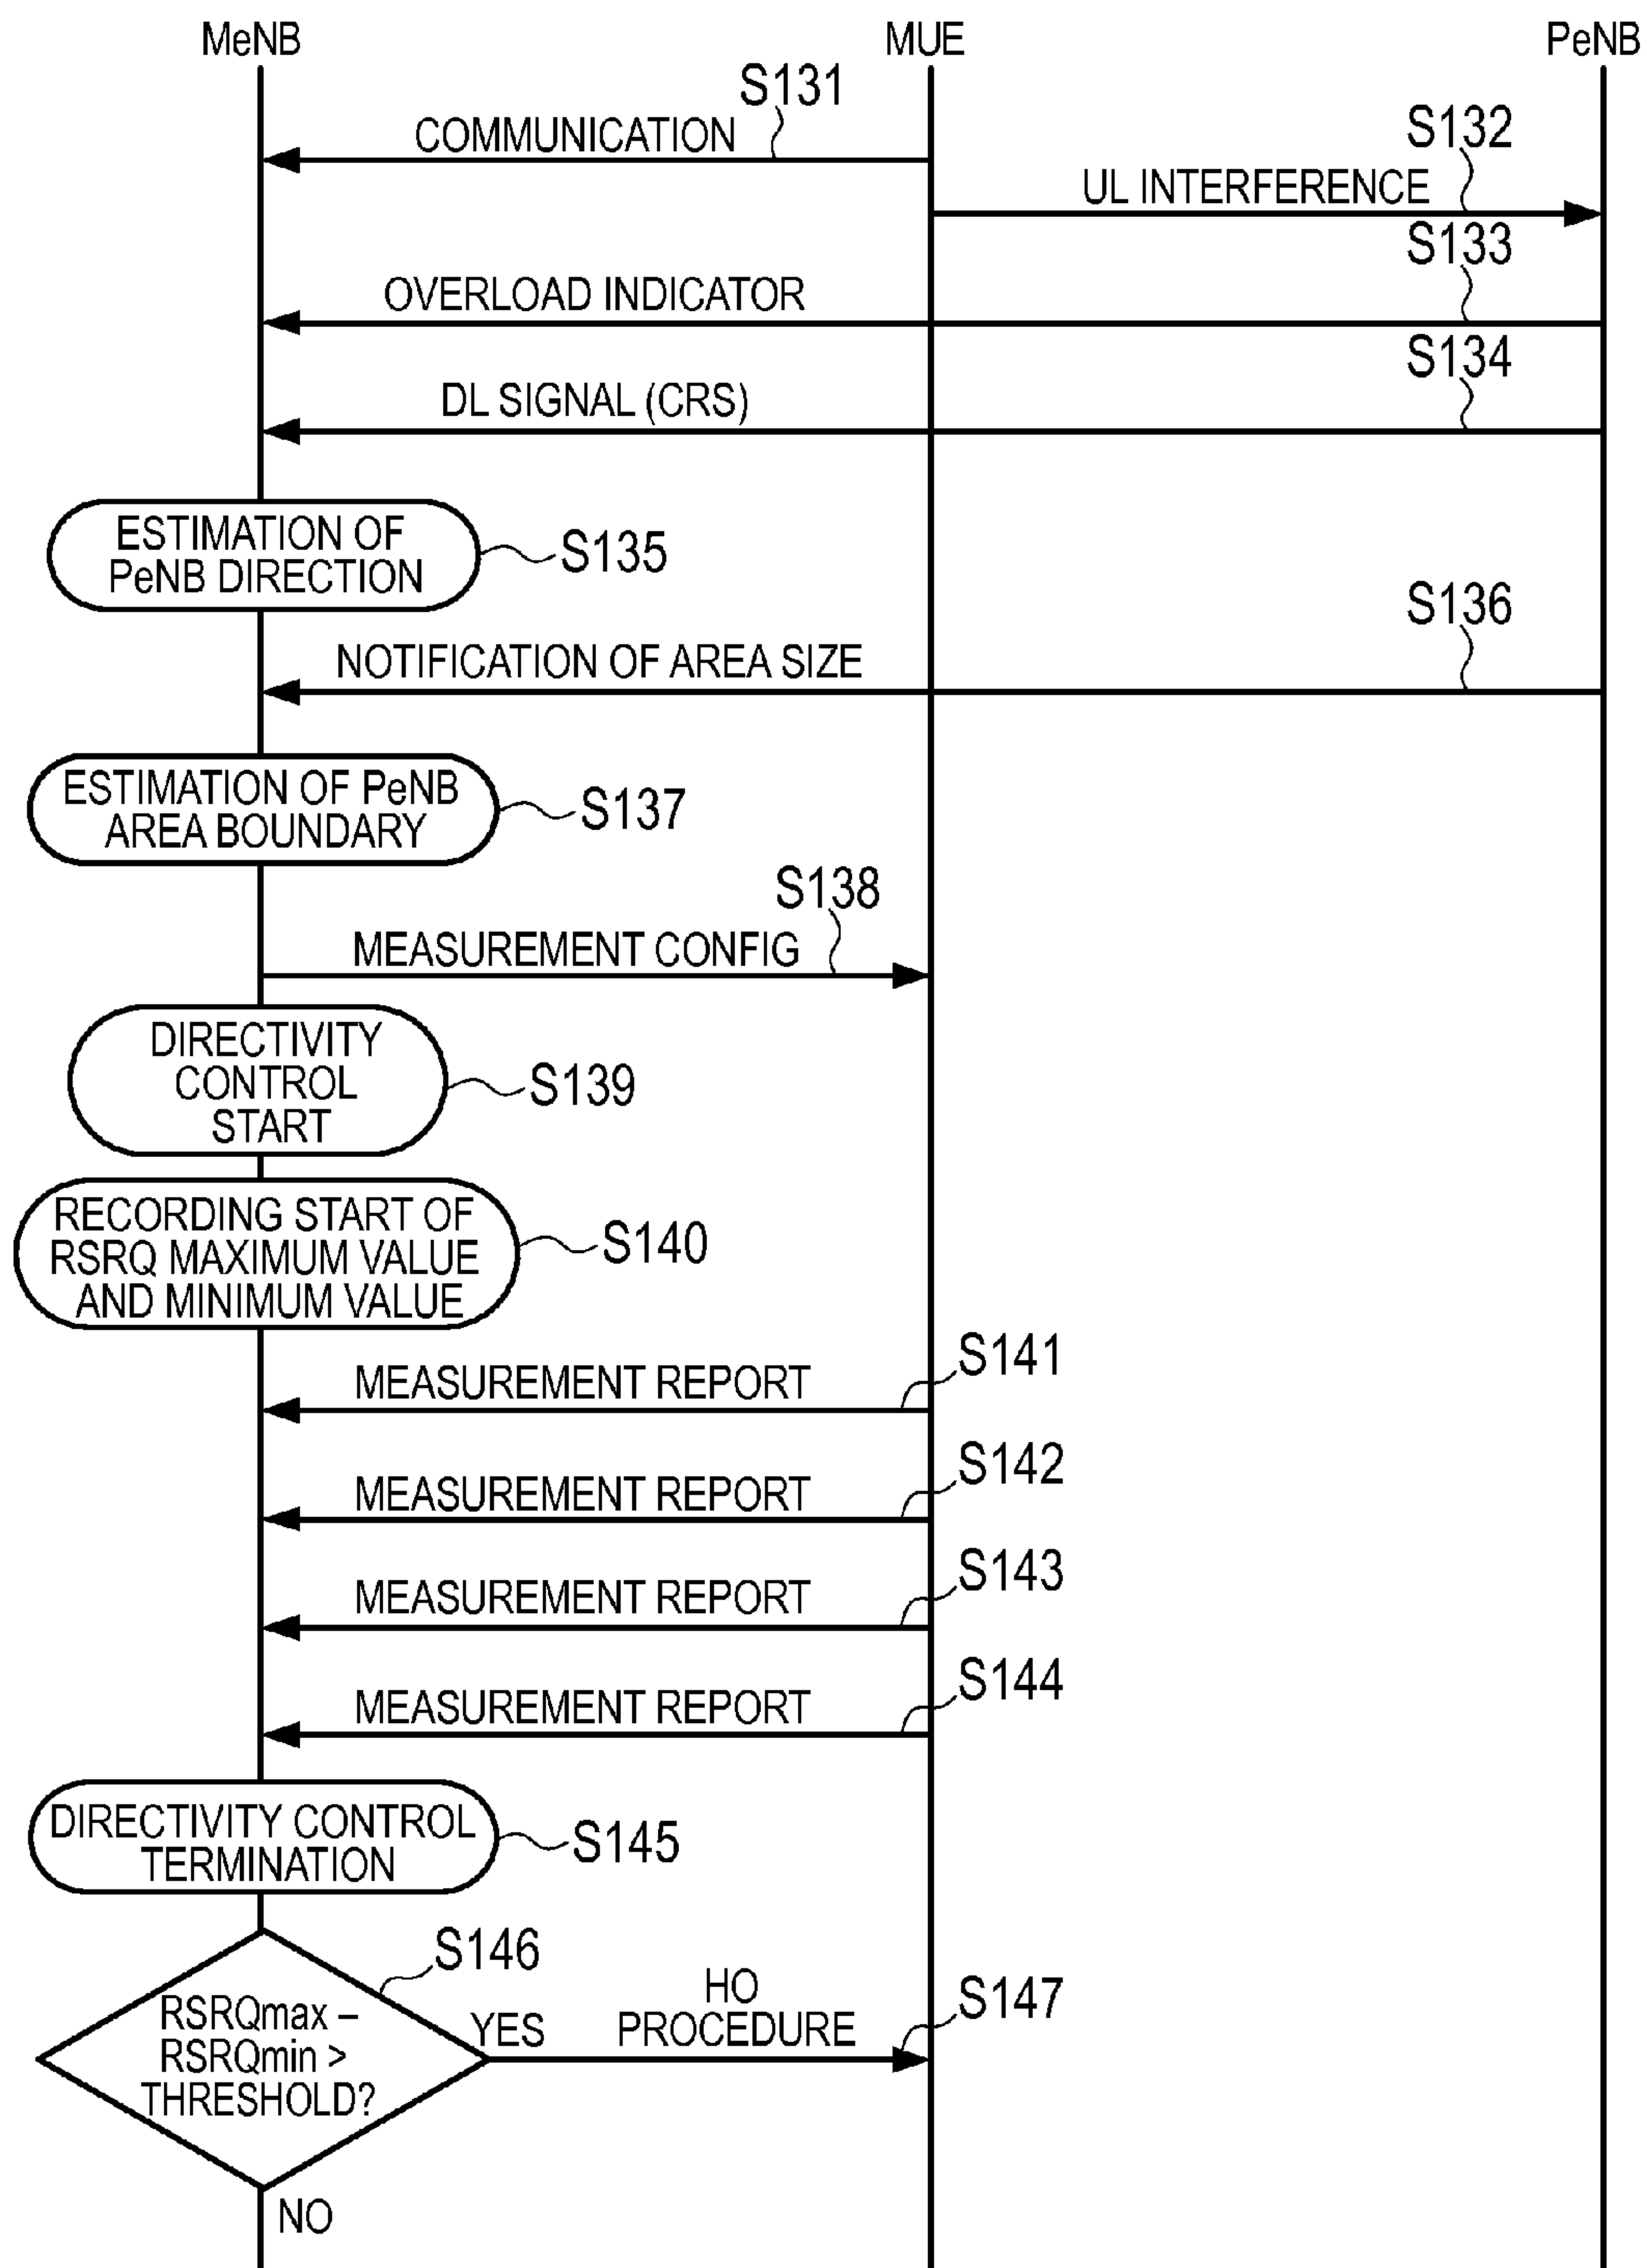 MeNB
MUE
PeNB
S131
COMMUNICATION
S132
UL INTERFERENCE
S133
OVERLOAD INDICATOR
S134
DL SIGNAL (CRS)
ESTIMATION OF
PeNB DIRECTION
S135
S136
NOTIFICATION OF AREA SIZE
ESTIMATION OF PeNB
AREA BOUNDARY
S137
S138
MEASUREMENT CONFIG
DIRECTIVITY
CONTROL
START
S139
RECORDING START OF
RSRQ MAXIMUM VALUE
AND MINIMUM VALUE
S140
S141
MEASUREMENT REPORT
S142
MEASUREMENT REPORT
S143
MEASUREMENT REPORT
S144
MEASUREMENT REPORT
DIRECTIVITY CONTROL
TERMINATION
S145
S146
RSRQmax –
RSRQmin >
THRESHOLD?
YES
HO
PROCEDURE
S147
NO